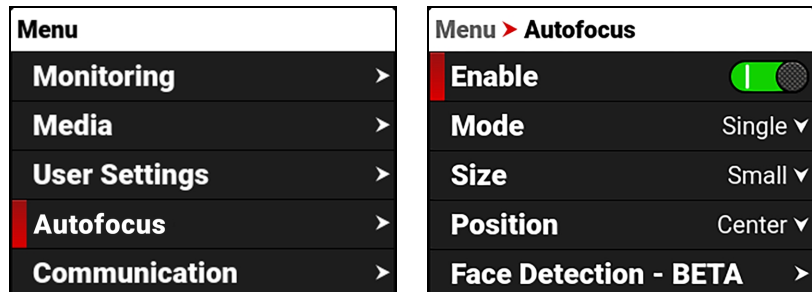 Menu
Monitoring
Media
User Settings
Autofocus
Communication
Menu > Autofocus
Enable
Mode Single
Size Small
Position Center
Face Detection - BETA